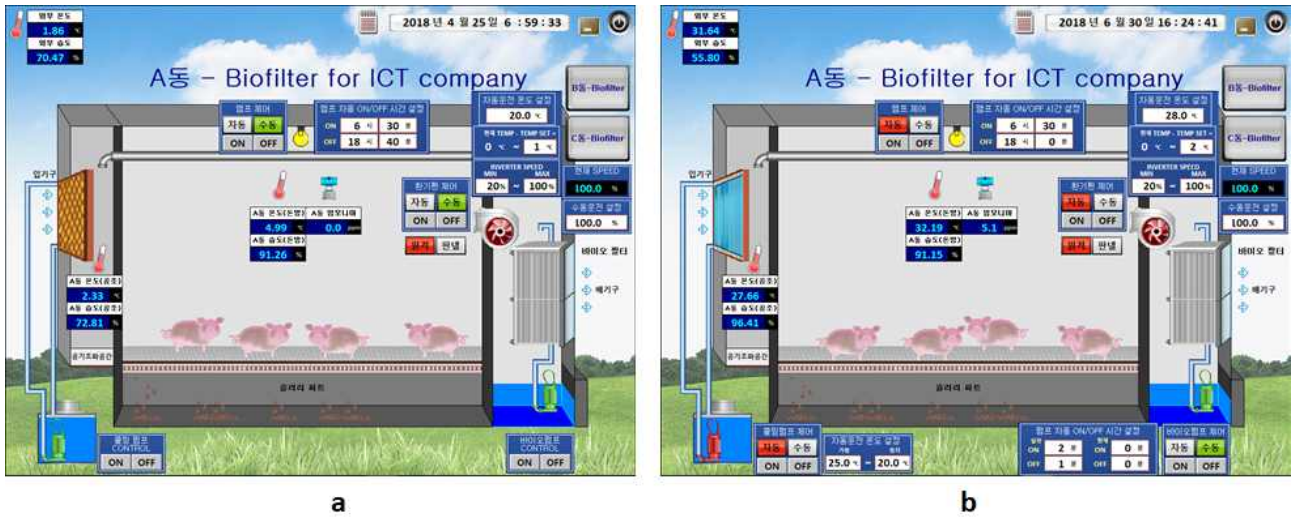 외부 온도
1.86 ℃
외부 습도
70.47 %
2018 년 4 월 25 일 6 : 59 : 33
A동 - Biofilter for ICT company
B동-Biofilter
C동-Biofilter
램프 제어
자동 수동
ON OFF
램프 자동 ON/OFF 시간 설정
ON 6 시 30 분
OFF 18 시 40 분
자동운전 온도 설정
20.0 ℃
현재 TEMP - TEMP SET =
0 ℃ ~ 1 ℃
INVERTER SPEED
MIN MAX
20% ~ 100%
현재 SPEED
100.0 %
수동운전 설정
100.0 %
입기구
환기팬 제어
자동 수동
ON OFF
원격 판넬
A동 온도(돈방) A동 암모니아
4.99 ℃ 0.0 ppm
A동 습도(돈방)
91.26 %
A동 온도(공조)
2.33 ℃
A동 습도(공조)
72.81 %
바이오 필터
배기구
공기조화공간
슬러리 피트
쿨링 펌프
CONTROL
ON OFF
바이오펌프
CONTROL
ON OFF
a
외부 온도
31.64 ℃
외부 습도
55.80 %
2018 년 6 월 30 일 16 : 24 : 41
A동 - Biofilter for ICT company
B동-Biofilter
C동-Biofilter
램프 제어
자동 수동
ON OFF
램프 자동 ON/OFF 시간 설정
ON 6 시 30 분
OFF 18 시 0 분
자동운전 온도 설정
28.0 ℃
현재 TEMP - TEMP SET =
0 ℃ ~ 2 ℃
INVERTER SPEED
MIN MAX
20% ~ 100%
현재 SPEED
100.0 %
수동운전 설정
100.0 %
입기구
환기팬 제어
자동 수동
ON OFF
원격 판넬
A동 온도(돈방) A동 암모니아
32.19 ℃ 5.1 ppm
A동 습도(돈방)
91.15 %
A동 온도(공조)
27.66 ℃
A동 습도(공조)
96.41 %
바이오 필터
배기구
공기조화공간
슬러리 피트
쿨링펌프 제어
자동 수동
ON OFF
자동운전 온도 설정
가동 정지
25.0 ℃ ~ 20.0 ℃
펌프 자동 ON/OFF 시간 설정
설정 ON 2 분 현재 ON 0 분
OFF 1 분 OFF 0 분
바이오펌프 제어
자동 수동
ON OFF
b